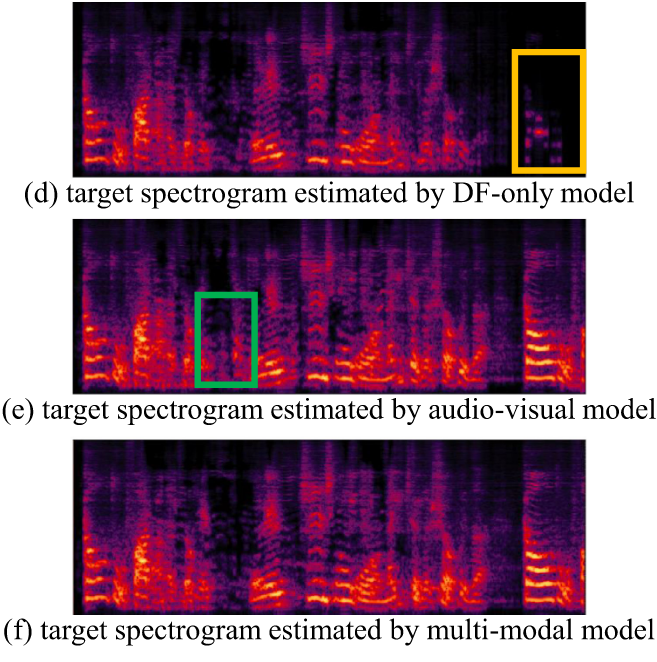 (d) target spectrogram estimated by DF-only model
(e) target spectrogram estimated by audio-visual model
(f) target spectrogram estimated by multi-modal model